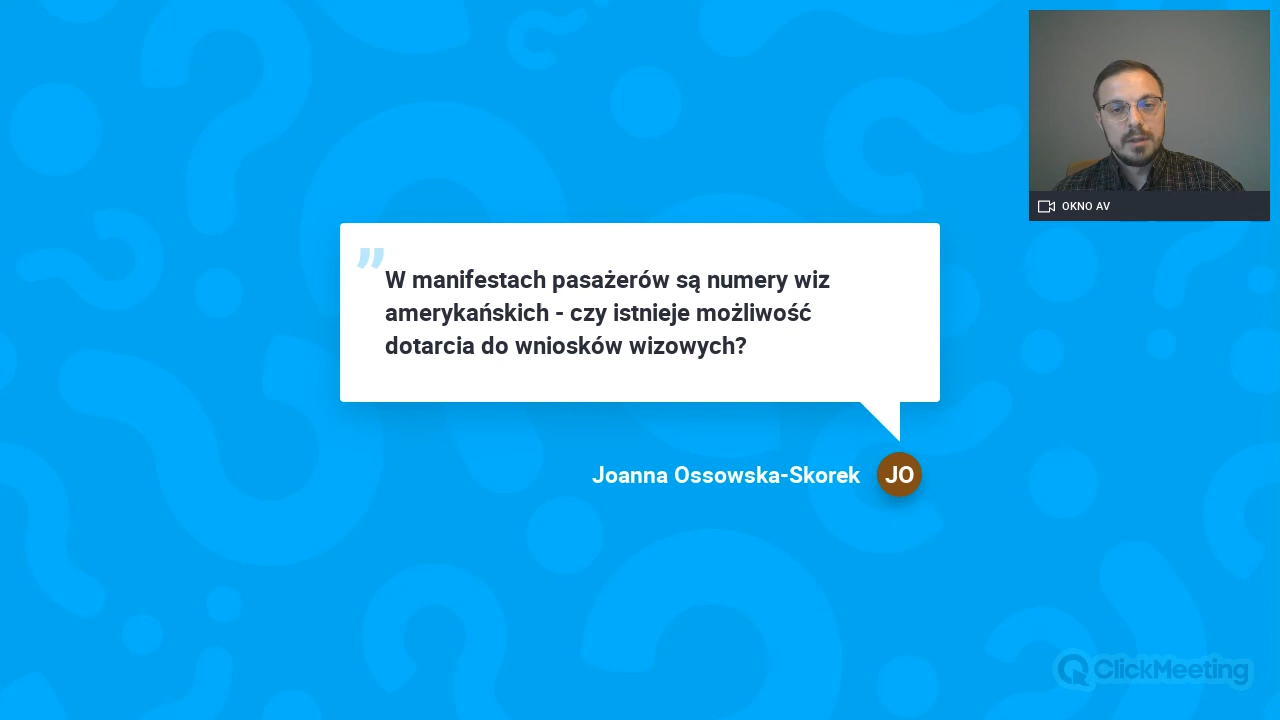 OKNO AV
W manifestach pasażerów są numery wiz
amerykańskich - czy istnieje możliwość
dotarcia do wniosków wizowych?
Joanna Ossowska-Skorek JO
ClickMeeting